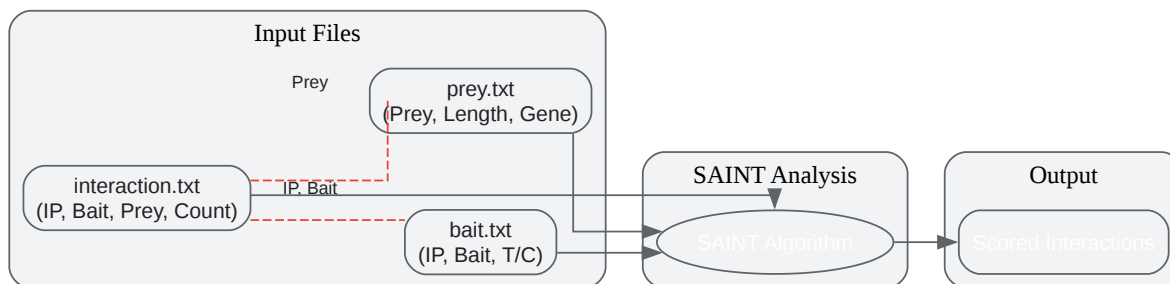 Input Files
Prey
prey.txt
(Prey, Length, Gene)
interaction.txt
(IP, Bait, Prey, Count)
IP, Bait
bait.txt
(IP, Bait, T/C)
SAINT Analysis
SAINT Algorithm
Output
Scored Interactions